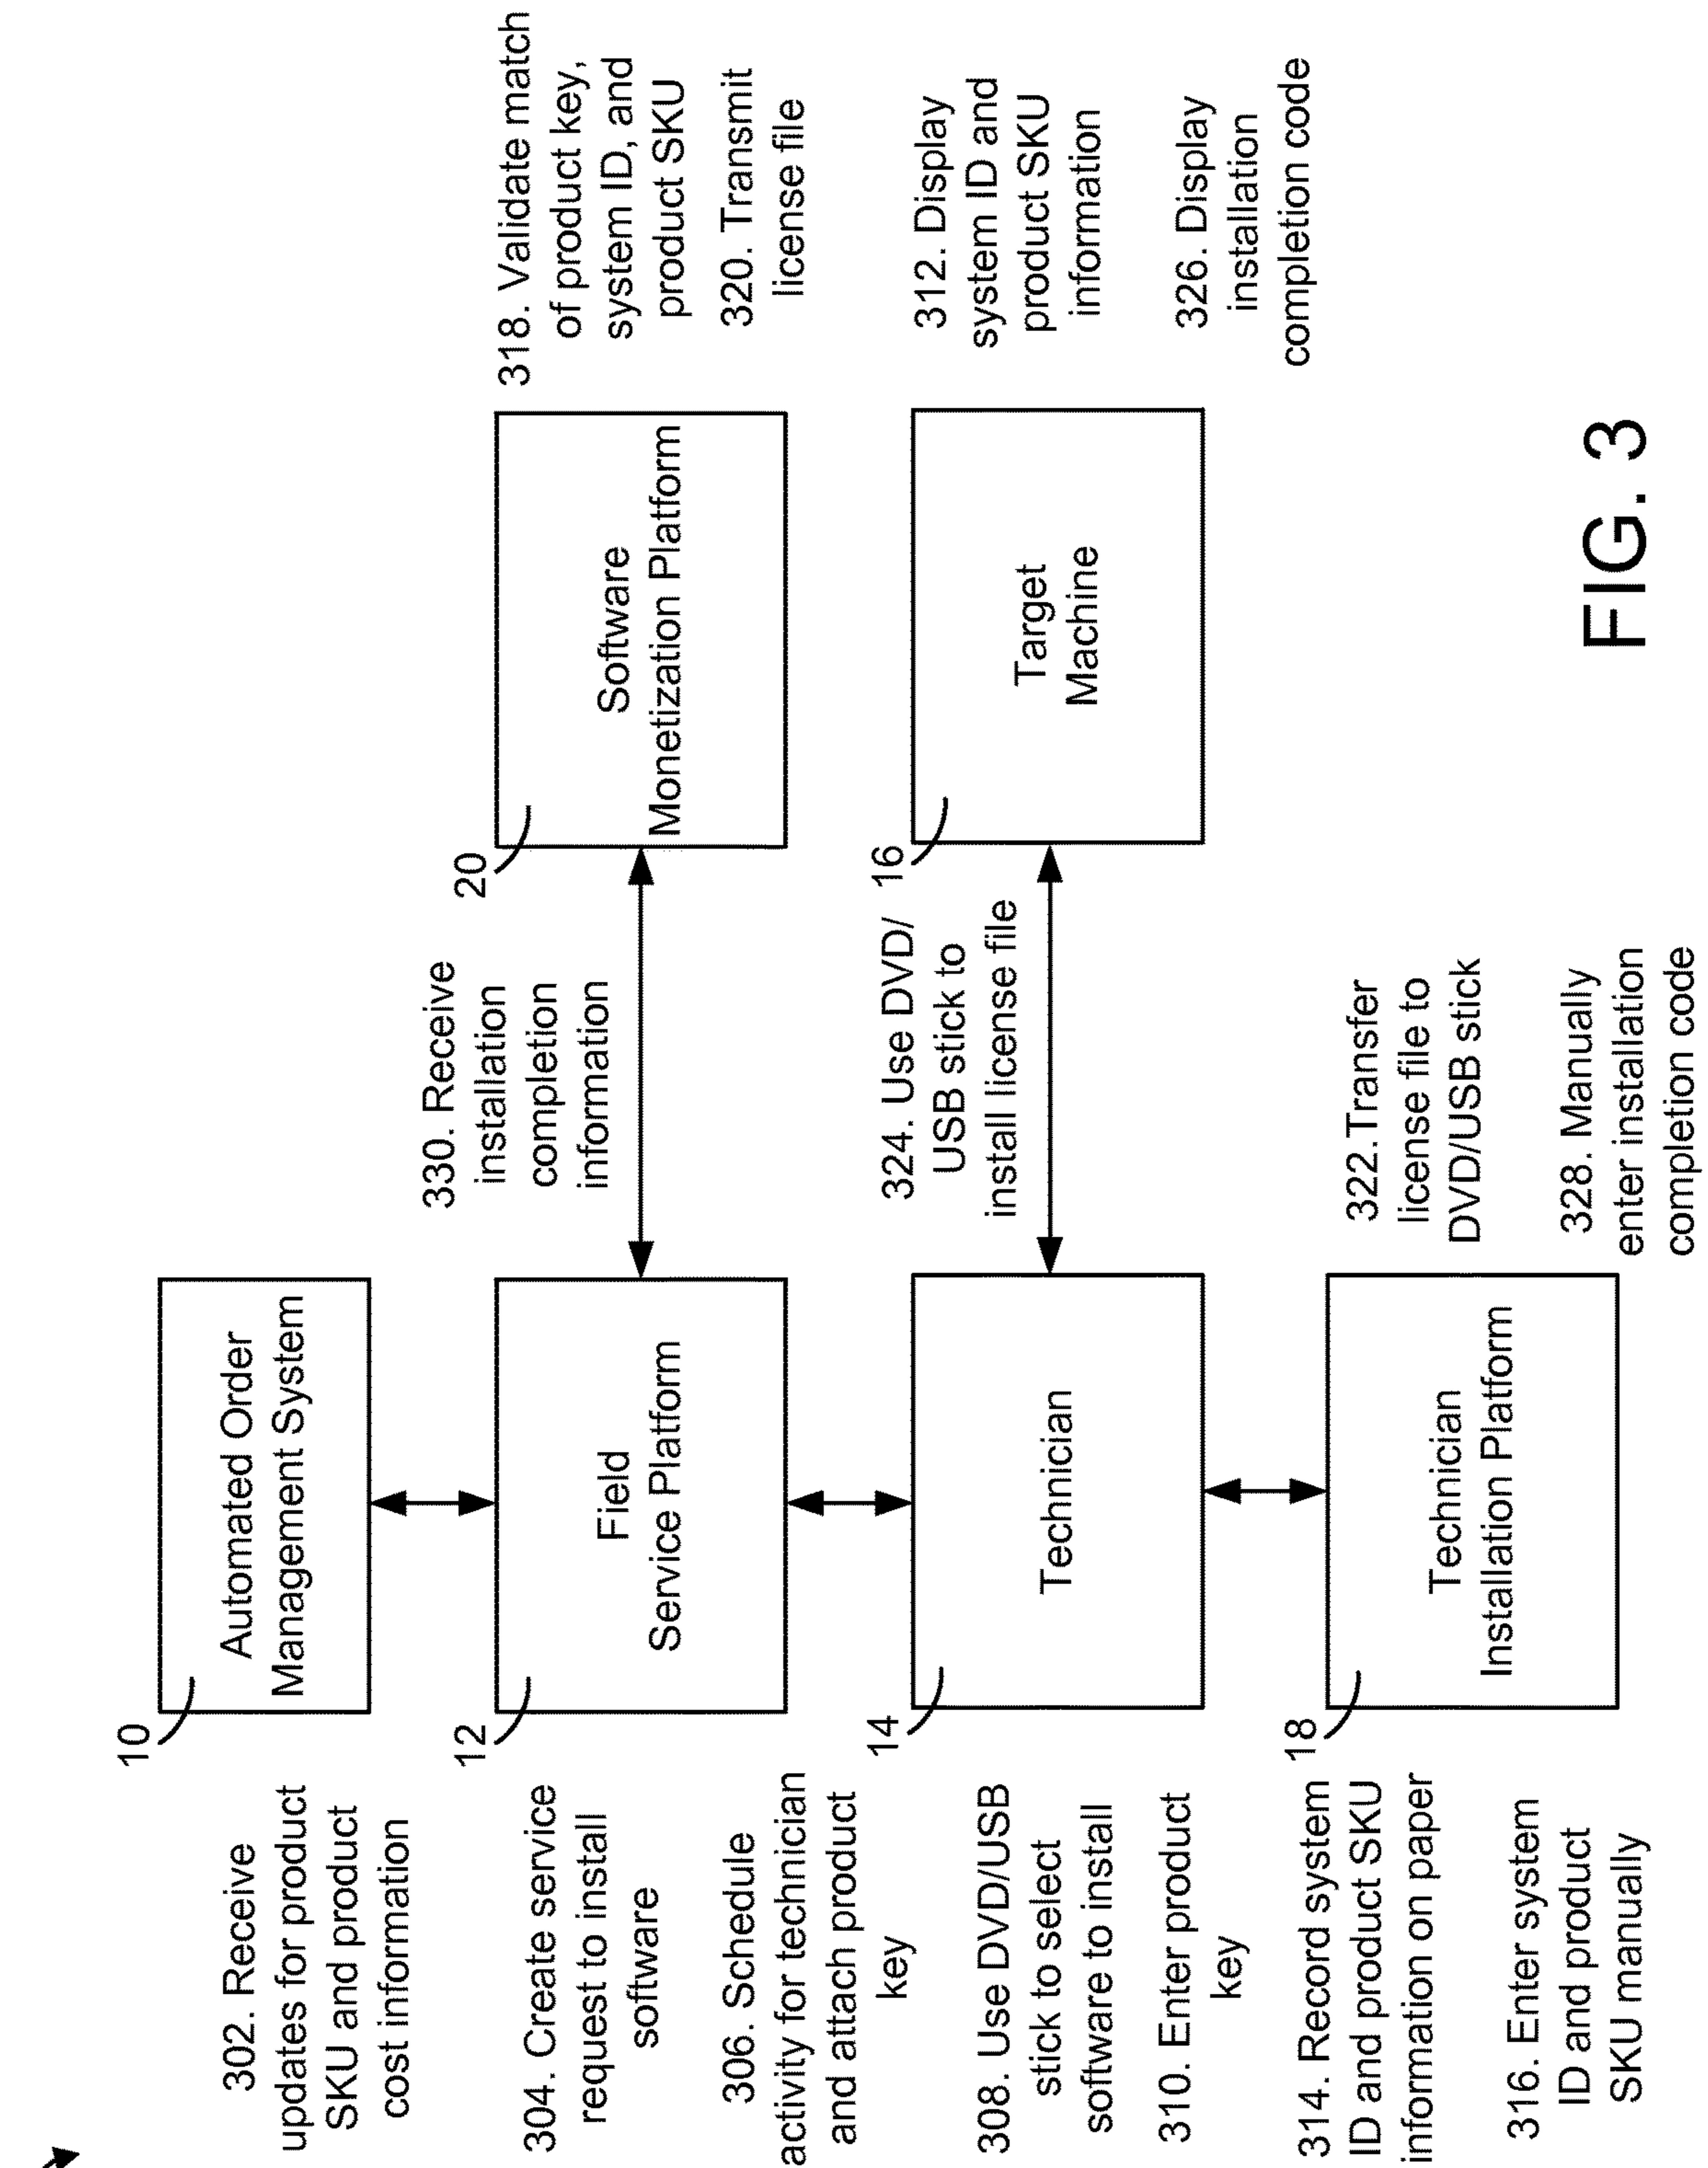 302. Receive
updates for product
SKU and product
cost information
10
Automated Order
Management System
304. Create service
request to install
software
306. Schedule
activity for technician
and attach product
key
12
Field
Service Platform
330. Receive
installation
completion
information
20
Software
Monetization Platform
318. Validate match
of product key,
system ID, and
product SKU
320. Transmit
license file
308. Use DVD/USB
stick to select
software to install
310. Enter product
key
14
Technician
324. Use DVD/
USB stick to
install license file
16
Target
Machine
312. Display
system ID and
product SKU
information
326. Display
installation
completion code
314. Record system
ID and product SKU
information on paper
316. Enter system
ID and product
SKU manually
18
Technician
Installation Platform
322.Transfer
license file to
DVD/USB stick
328. Manually
enter installation
completion code
FIG. 3